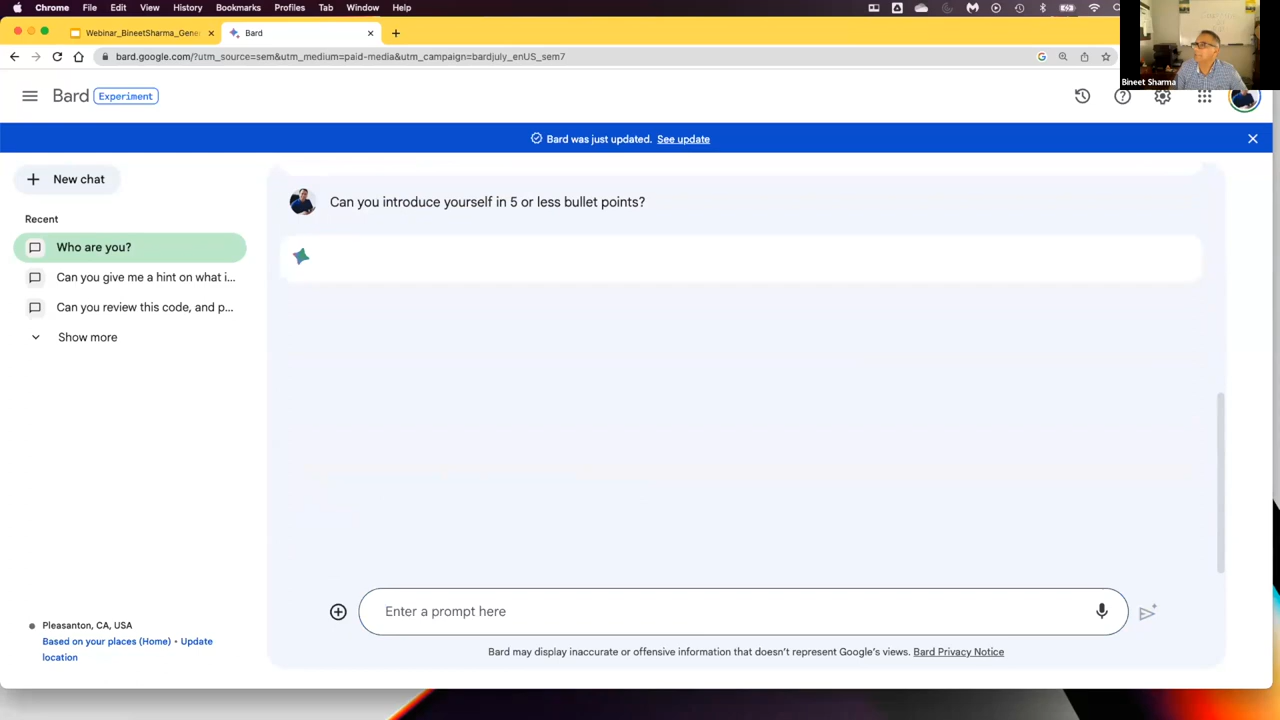 Chrome File Edit View History Bookmarks Profiles Tab Window Help
Webinar_BineetSharma_Gene
Bard
bard.google.com/?utm_source=sem&utm_medium=paid-media&utm_campaign=bardjuly_enUS_sem7
Bineet Sharma
Bard Experiment
Bard was just updated. See update
New chat
Recent
Who are you?
Can you give me a hint on what i...
Can you review this code, and p...
Show more
Can you introduce yourself in 5 or less bullet points?
Enter a prompt here
Bard may display inaccurate or offensive information that doesn't represent Google's views. Bard Privacy Notice
Pleasanton, CA, USA
Based on your places (Home) • Update
location